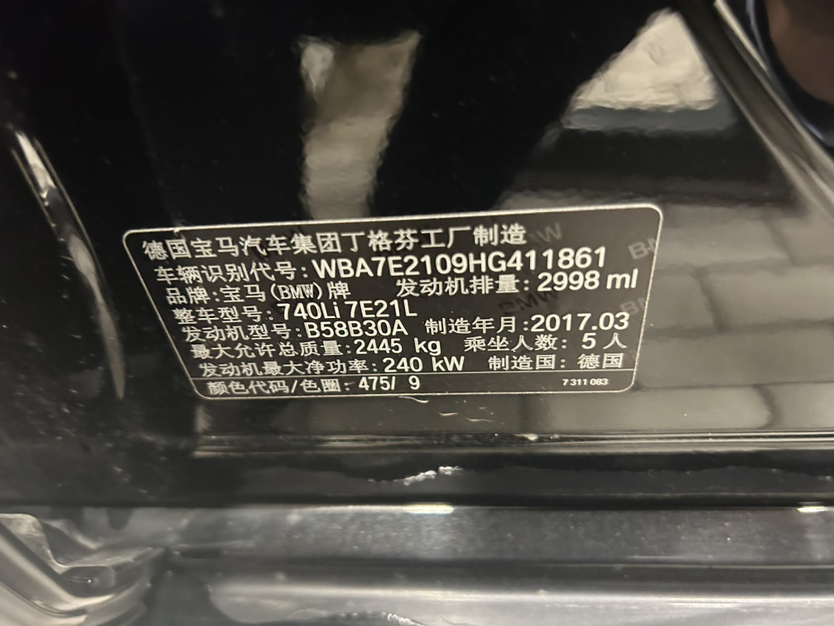 德国宝马汽车集团丁格芬工厂制造
车辆识别代号: WBA7E2109HG411861
品牌: 宝马(BMW)牌 发动机排量: 2998 ml
整车型号: 740Li 7E21L
发动机型号: B58B30A 制造年月: 2017.03
最大允许总质量: 2445 kg 乘坐人数: 5 人
发动机最大净功率: 240 kW 制造国: 德国
颜色代码/色圈: 475/ 9 7 311 083